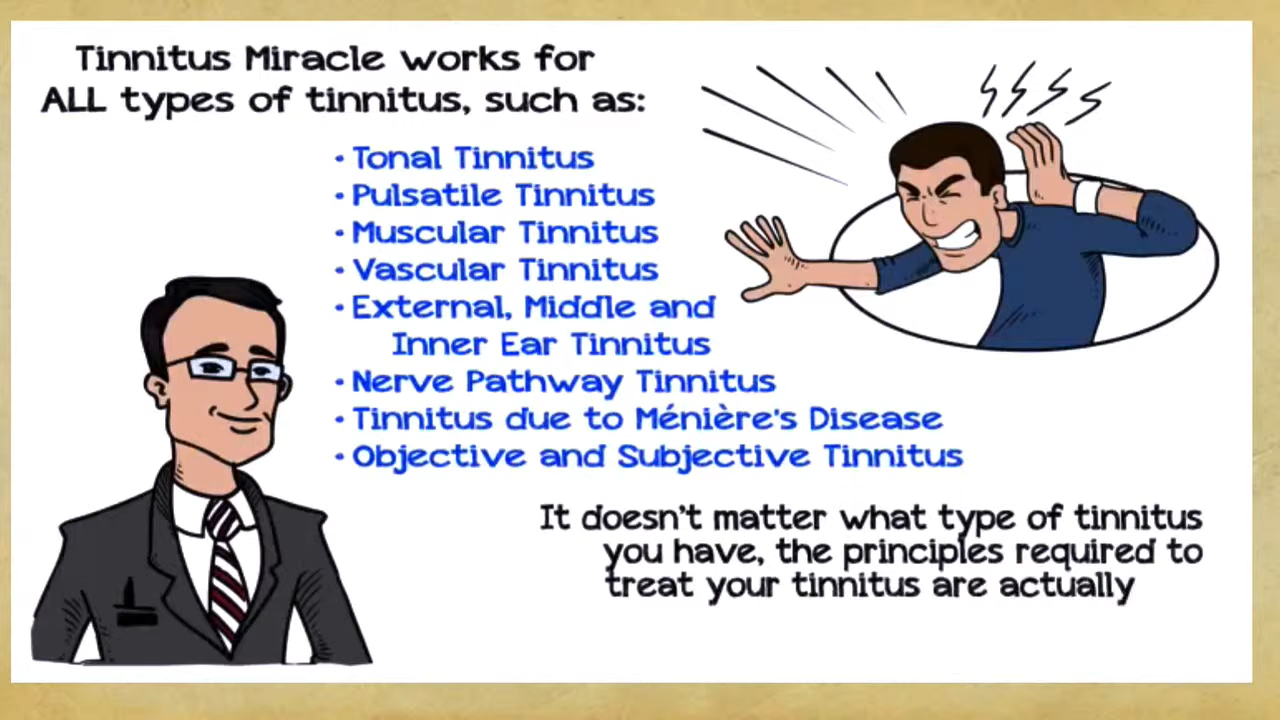 Tinnitus Miracle works for
ALL types of tinnitus, such as:
• Tonal Tinnitus
• Pulsatile Tinnitus
• Muscular Tinnitus
• Vascular Tinnitus
• External, Middle and
Inner Ear Tinnitus
• Nerve Pathway Tinnitus
• Tinnitus due to Ménière's Disease
• Objective and Subjective Tinnitus
It doesn't matter what type of tinnitus
you have, the principles required to
treat your tinnitus are actually